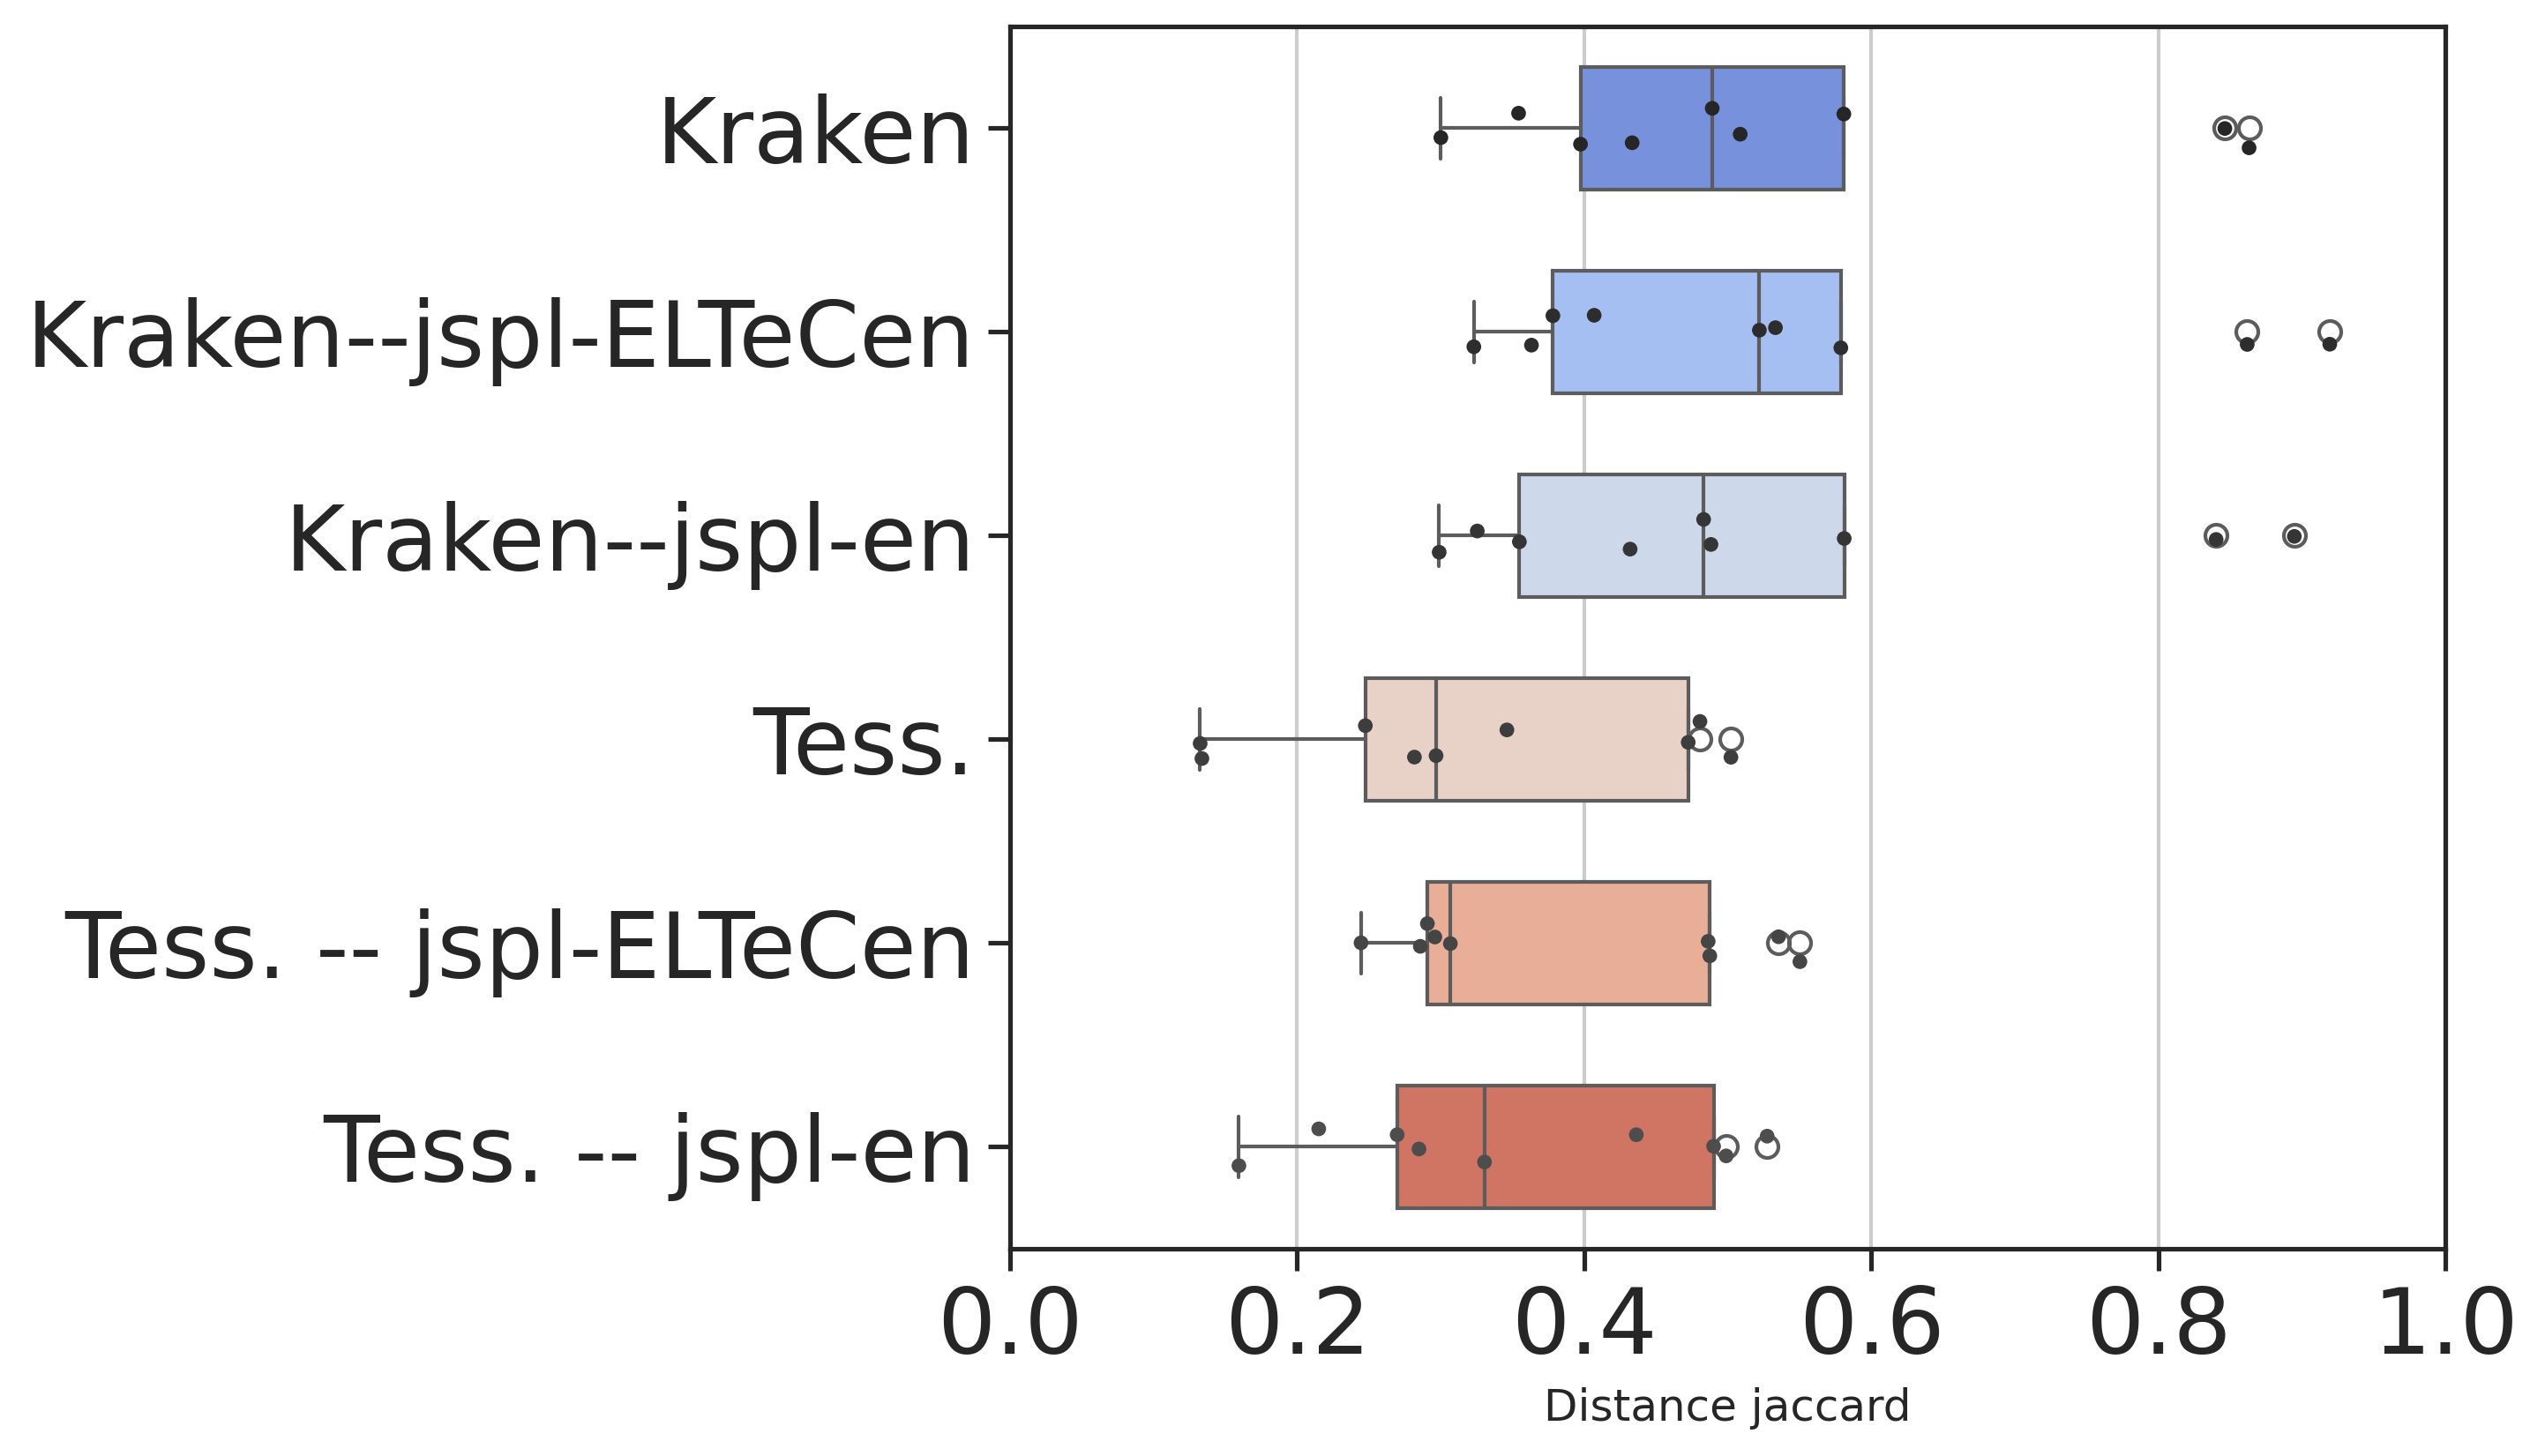 Kraken
Kraken--jspl-ELTeCen
Kraken--jspl-en
Tess.
Tess. -- jspl-ELTeCen
Tess. -- jspl-en
0.0 0.2 0.4 0.6 0.8 1.0
Distance jaccard